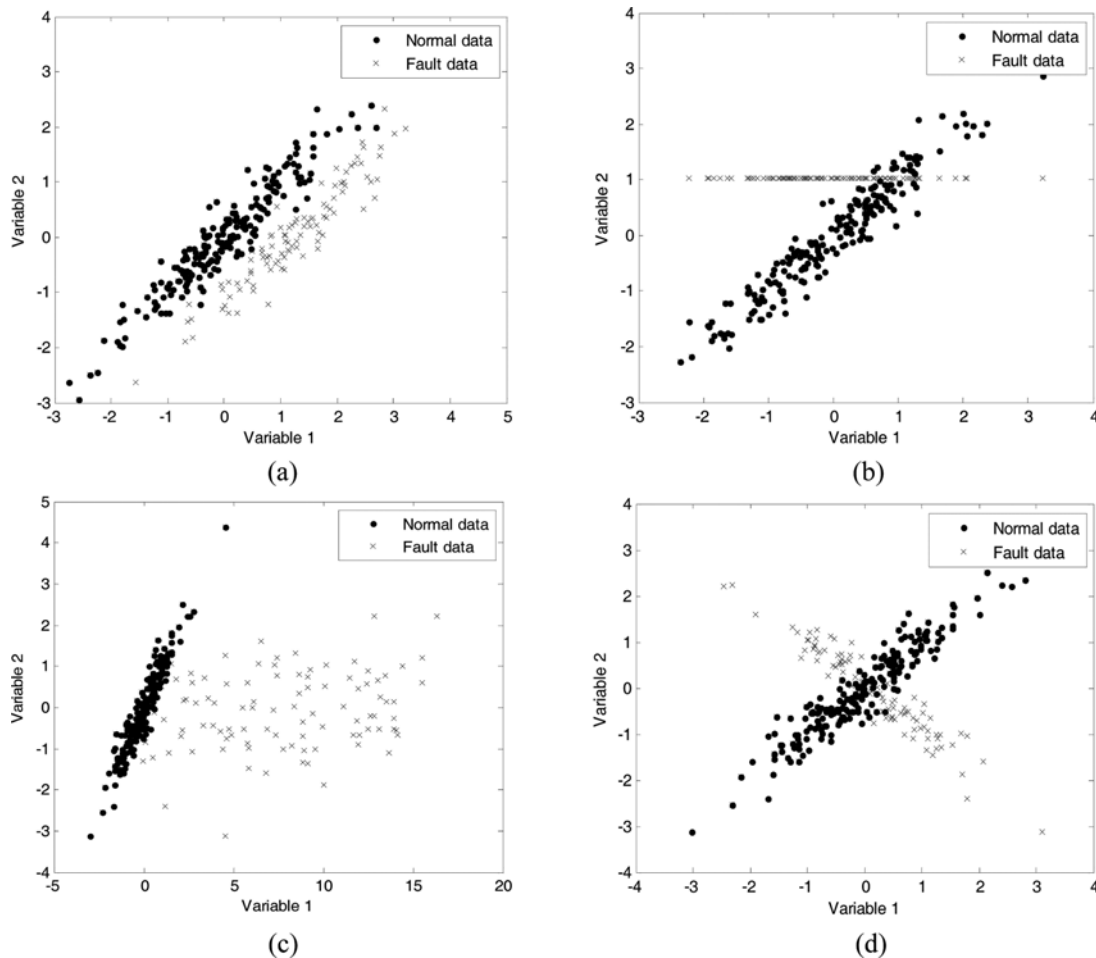 4
3
2
1
0
-1
-2
-3
-3 -2 -1 0 1 2 3 4 5
Variable 2
Variable 1
Normal data
Fault data
(a)
4
3
2
1
0
-1
-2
-3
-3 -2 -1 0 1 2 3 4
Variable 2
Variable 1
Normal data
Fault data
(b)
5
4
3
2
1
0
-1
-2
-3
-4
-5 0 5 10 15 20
Variable 2
Variable 1
Normal data
Fault data
(c)
4
3
2
1
0
-1
-2
-3
-4
-4 -3 -2 -1 0 1 2 3 4
Variable 2
Variable 1
Normal data
Fault data
(d)